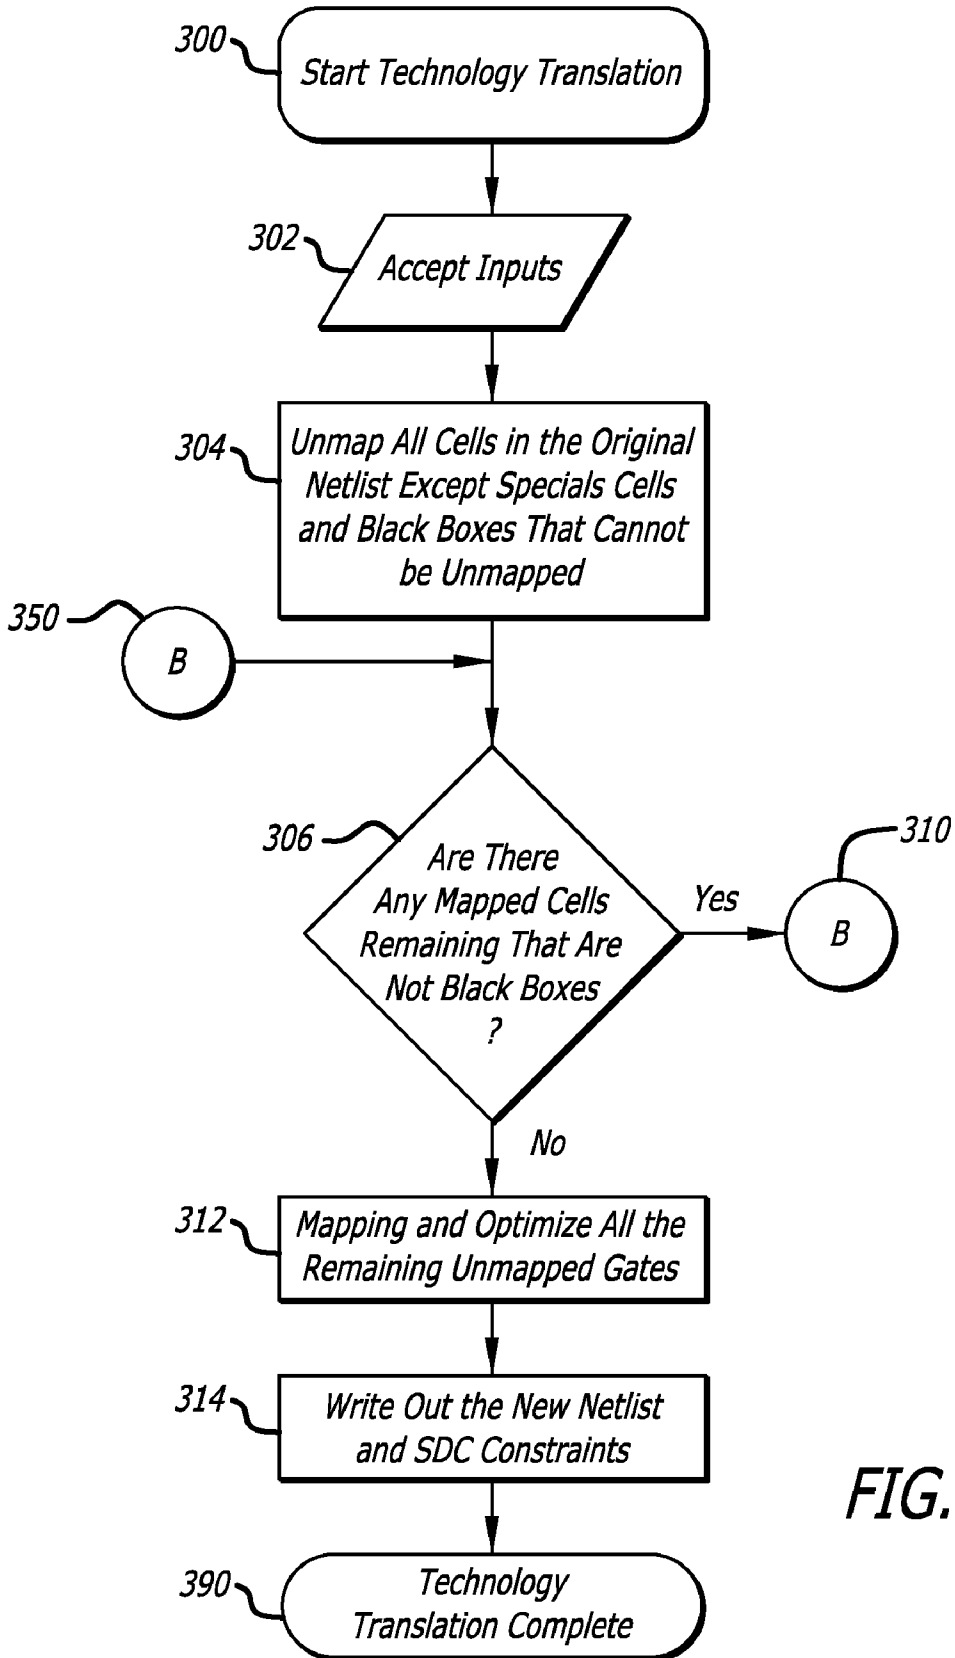 300
Start Technology Translation
302
Accept Inputs
304
Unmap All Cells in the Original
Netlist Except Specials Cells
and Black Boxes That Cannot
be Unmapped
350
B
306
Are There
Any Mapped Cells
Remaining That Are
Not Black Boxes
?
Yes
310
B
No
312
Mapping and Optimize All the
Remaining Unmapped Gates
314
Write Out the New Netlist
and SDC Constraints
FIG.
390
Technology
Translation Complete